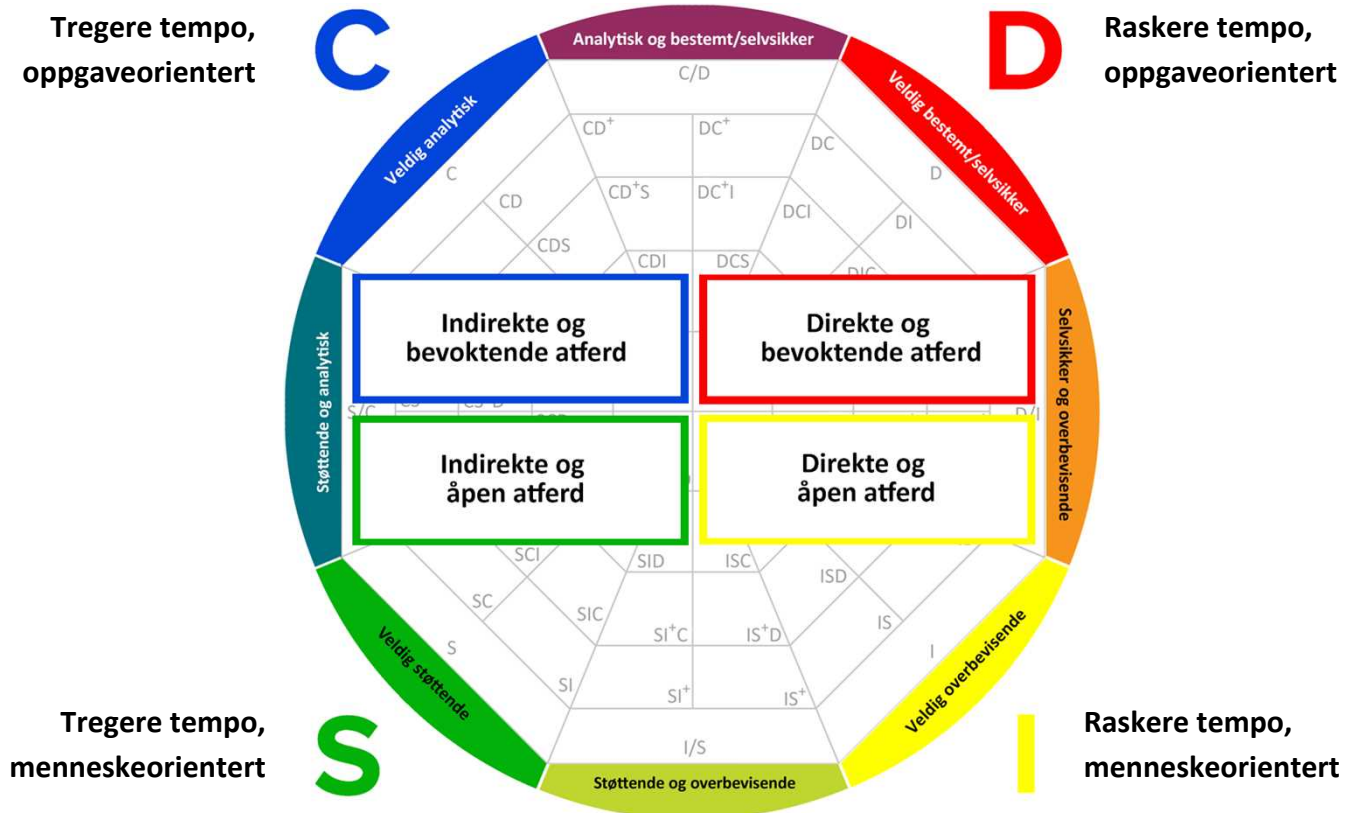 Tregere tempo,
oppgaveorientert
C
Analytisk og bestemt/selvsikker
D
Raskere tempo,
oppgaveorientert
Veldig analytisk
Veldig bestemt/selvsikker
C/D
CD+
DC+
DC
C
D
CD
CD+S
DC+I
DCI
DI
CDS
CDI
DCS
DIC
Støttende og analytisk
Indirekte og
bevoktende atferd
Direkte og
bevoktende atferd
Selvsikker og overbevisende
S/C
D/I
Indirekte og
åpen atferd
Direkte og
åpen atferd
SCI
SID
ISC
ISD
SC
SIC
IS
S
SI+C
IS+D
I
SI
SI+
IS+
Veldig støttende
Veldig overbevisende
I/S
Støttende og overbevisende
Tregere tempo,
menneskeorientert
S
I
Raskere tempo,
menneskeorientert